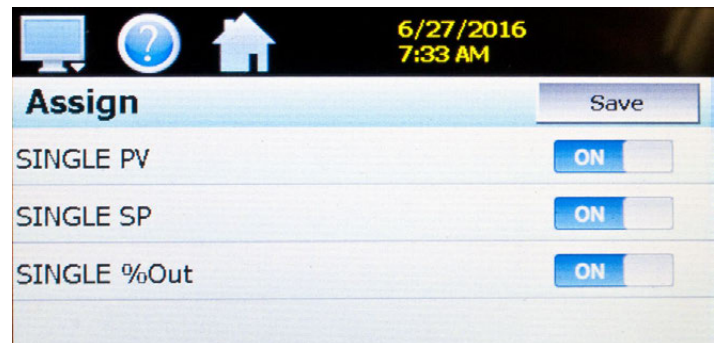 ?
6/27/2016
7:33 AM
Assign
Save
SINGLE PV
ON
SINGLE SP
ON
SINGLE %Out
ON